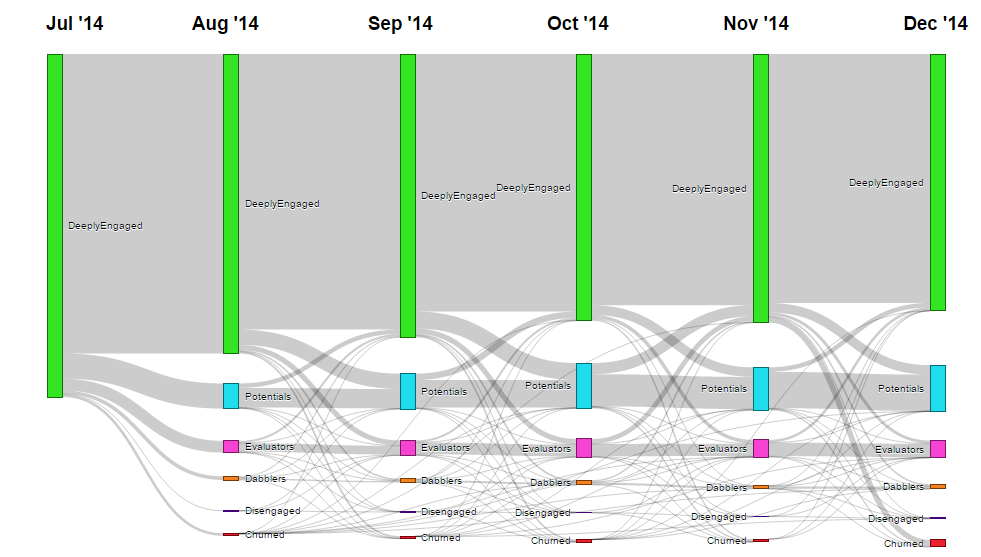 Jul '14
Aug '14
Sep '14
Oct '14
Nov '14
Dec '14
DeeplyEngaged
DeeplyEngaged
Potentials
Evaluators
Dabblers
Disengaged
Churned
DeeplyEngaged
Potentials
Evaluators
Dabblers
Disengaged
Churned
DeeplyEngaged
Potentials
Evaluators
Dabblers
Disengaged
Churned
DeeplyEngaged
Potentials
Evaluators
Dabblers
Disengaged
Churned
DeeplyEngaged
Potentials
Evaluators
Dabblers
Disengaged
Churned